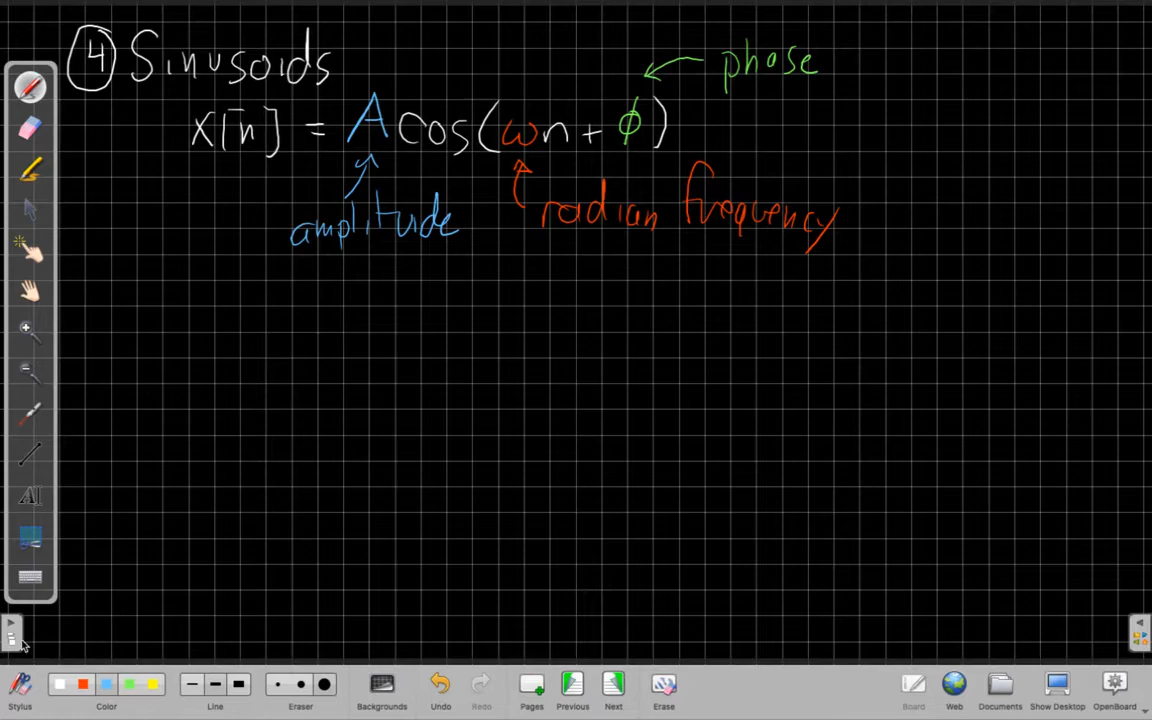 ④ Sinusoids
phase
x[n] = A cos(ωn + ϕ)
amplitude
radian frequency
Stylus
Color
Line
Eraser
Backgrounds
Undo
Redo
Pages
Previous
Next
Erase
Board
Web
Documents
Show Desktop
OpenBoard